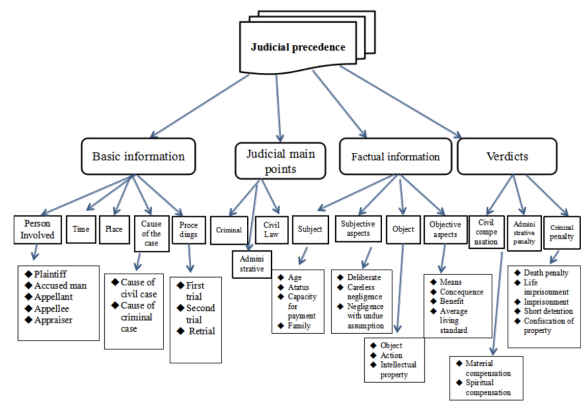 Judicial precedence
Basic information
Judicial main
points
Factual information
Verdicts
Person
Involved
Time
Place
Cause
of the
case
Proce
dings
Criminal
Admini
strative
Civil
Law
Subject
Subjective
aspects
Object
Objective
aspects
Civil
compe
nsation
Admini
strative
penalty
Criminal
penalty
◆ Plaintiff
◆ Accused man
◆ Appellant
◆ Appellee
◆ Appraiser
◆ Cause of
civil case
◆ Cause of
criminal
case
◆ First
trial
◆ Second
trial
◆ Retrial
◆ Age
◆ Atatus
◆ Capacity
for
payment
◆ Family
◆ Deliberate
◆ Careless
negligence
◆ Negligence
with undue
assumption
◆ Object
◆ Action
◆ Intellectual
property
◆ Means
◆ Concequence
◆ Benefit
◆ Average
living
standard
◆ Material
compensation
◆ Spiritual
compensation
◆ Death penalty
◆ Life
imprisonment
◆ Imprisonment
◆ Short detention
◆ Confiscation of
property